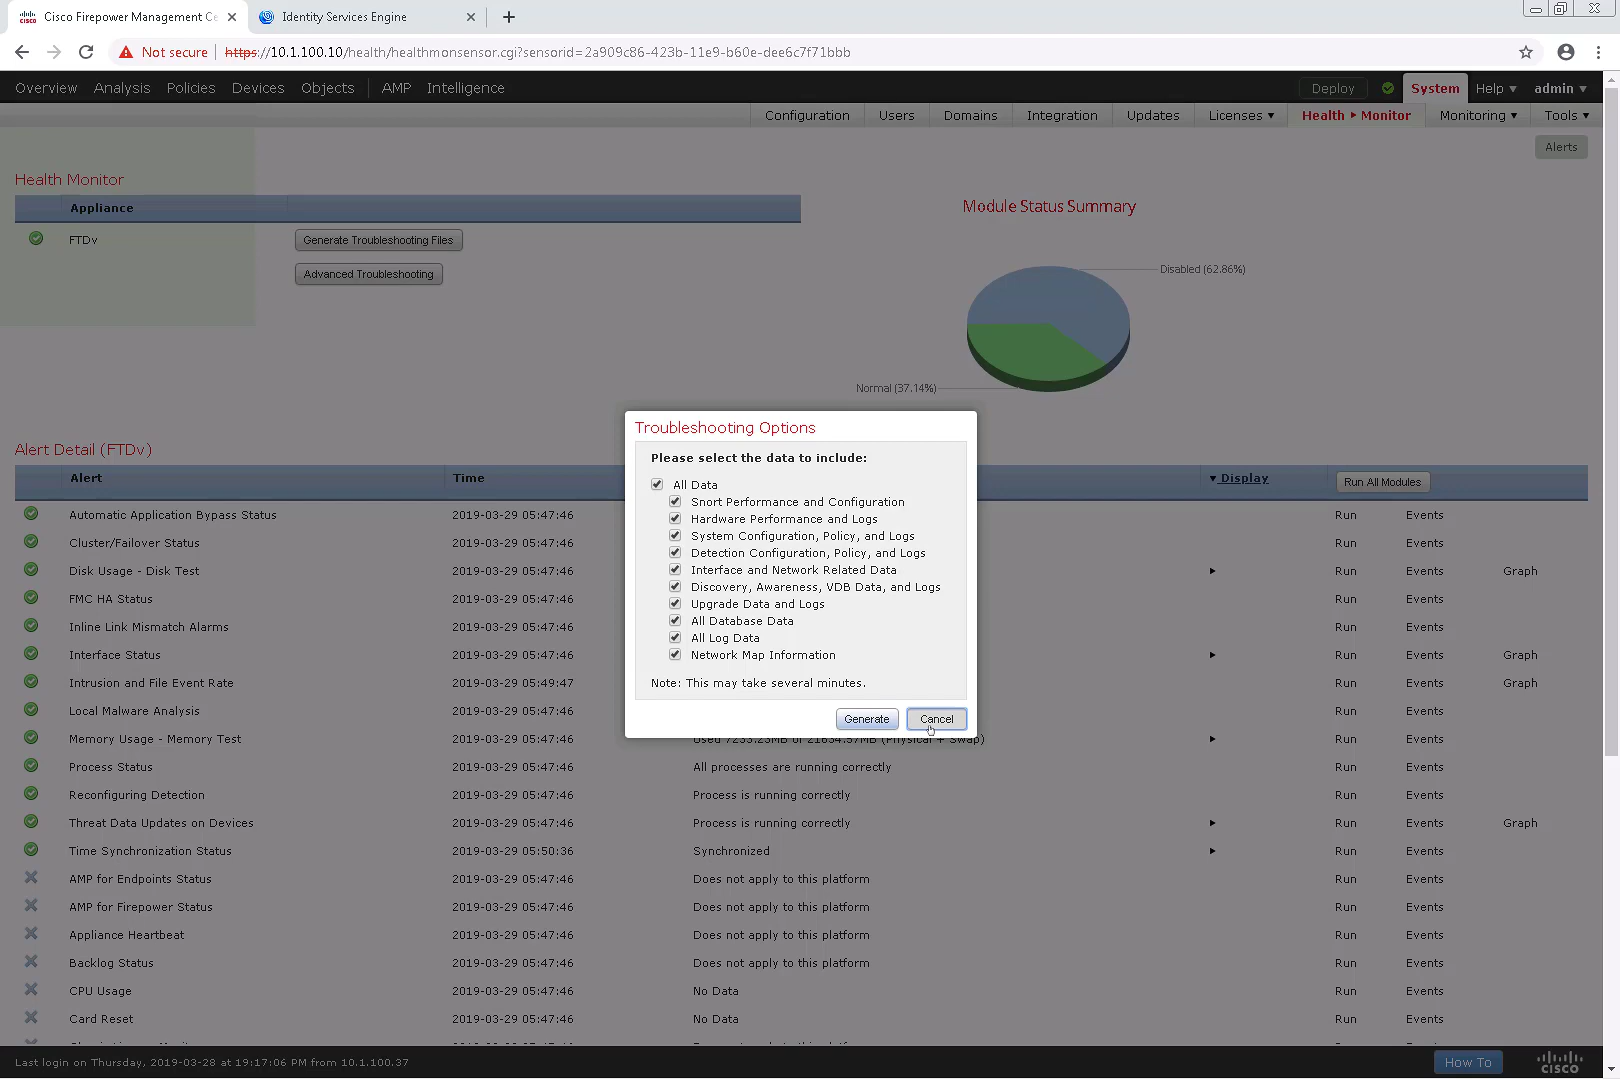 Cisco Firepower Management Ce
Identity Services Engine
Not secure
https://10.1.100.10/health/healthmonsensor.cgi?sensorid=2a909c86-423b-11e9-b60e-dee6c7f71bbb
Overview Analysis Policies Devices Objects AMP Intelligence
Deploy System Help admin
Configuration Users Domains Integration Updates Licenses Health Monitor Monitoring Tools
Alerts
Health Monitor
Appliance
FTDv
Generate Troubleshooting Files
Advanced Troubleshooting
Module Status Summary
Disabled (62.86%)
Normal (37.14%)
Troubleshooting Options
Please select the data to include:
All Data
Snort Performance and Configuration
Hardware Performance and Logs
System Configuration, Policy, and Logs
Detection Configuration, Policy, and Logs
Interface and Network Related Data
Discovery, Awareness, VDB Data, and Logs
Upgrade Data and Logs
All Database Data
All Log Data
Network Map Information
Note: This may take several minutes.
Generate Cancel
Alert Detail (FTDv)
Alert Time Display Run All Modules
Automatic Application Bypass Status 2019-03-29 05:47:46 Run Events
Cluster/Failover Status 2019-03-29 05:47:46 Run Events
Disk Usage - Disk Test 2019-03-29 05:47:46 Run Events Graph
FMC HA Status 2019-03-29 05:47:46 Run Events
Inline Link Mismatch Alarms 2019-03-29 05:47:46 Run Events
Interface Status 2019-03-29 05:47:46 Run Events Graph
Intrusion and File Event Rate 2019-03-29 05:49:47 Run Events Graph
Local Malware Analysis 2019-03-29 05:47:46 Run Events
Memory Usage - Memory Test 2019-03-29 05:47:46 Used 7233.23MB of 21634.57MB (Physical + Swap) Run Events
Process Status 2019-03-29 05:47:46 All processes are running correctly Run Events
Reconfiguring Detection 2019-03-29 05:47:46 Process is running correctly Run Events
Threat Data Updates on Devices 2019-03-29 05:47:46 Process is running correctly Run Events Graph
Time Synchronization Status 2019-03-29 05:50:36 Synchronized Run Events
AMP for Endpoints Status 2019-03-29 05:47:46 Does not apply to this platform Run Events
AMP for Firepower Status 2019-03-29 05:47:46 Does not apply to this platform Run Events
Appliance Heartbeat 2019-03-29 05:47:46 Does not apply to this platform Run Events
Backlog Status 2019-03-29 05:47:46 Does not apply to this platform Run Events
CPU Usage 2019-03-29 05:47:46 No Data Run Events
Card Reset 2019-03-29 05:47:46 No Data Run Events
Last login on Thursday, 2019-03-28 at 19:17:06 PM from 10.1.100.37
How To
CISCO